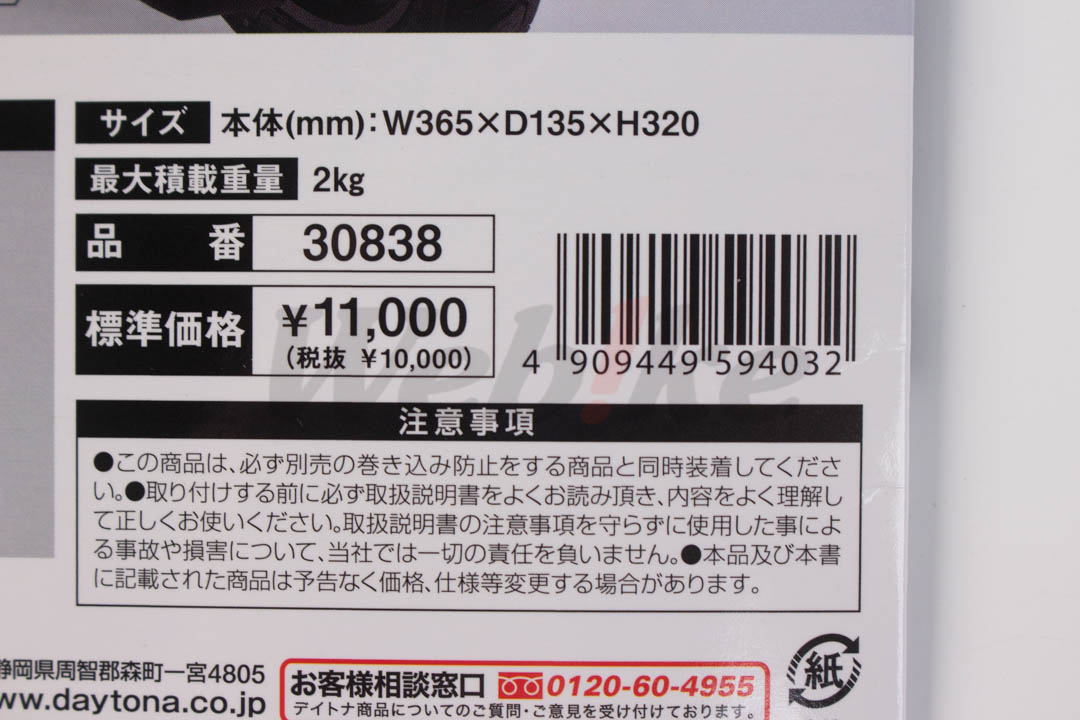 サイズ 本体(mm):W365×D135×H320
最大積載重量 2kg
品番 30838
標準価格 ¥11,000
(税抜 ¥10,000)
4 909449 594032
Webike
注意事項
●この商品は、必ず別売の巻き込み防止をする商品と同時装着してくださ
い。●取り付けする前に必ず取扱説明書をよくお読み頂き、内容をよく理解し
て正しくお使いください。取扱説明書の注意事項を守らずに使用した事によ
る事故や損害について、当社では一切の責任を負いません。●本品及び本書
に記載された商品は予告なく価格、仕様等変更する場合があります。
静岡県周智郡森町一宮4805
www.daytona.co.jp
お客様相談窓口 0120-60-4955
デイトナ商品についてのご質問・ご意見を受け付けております。
紙